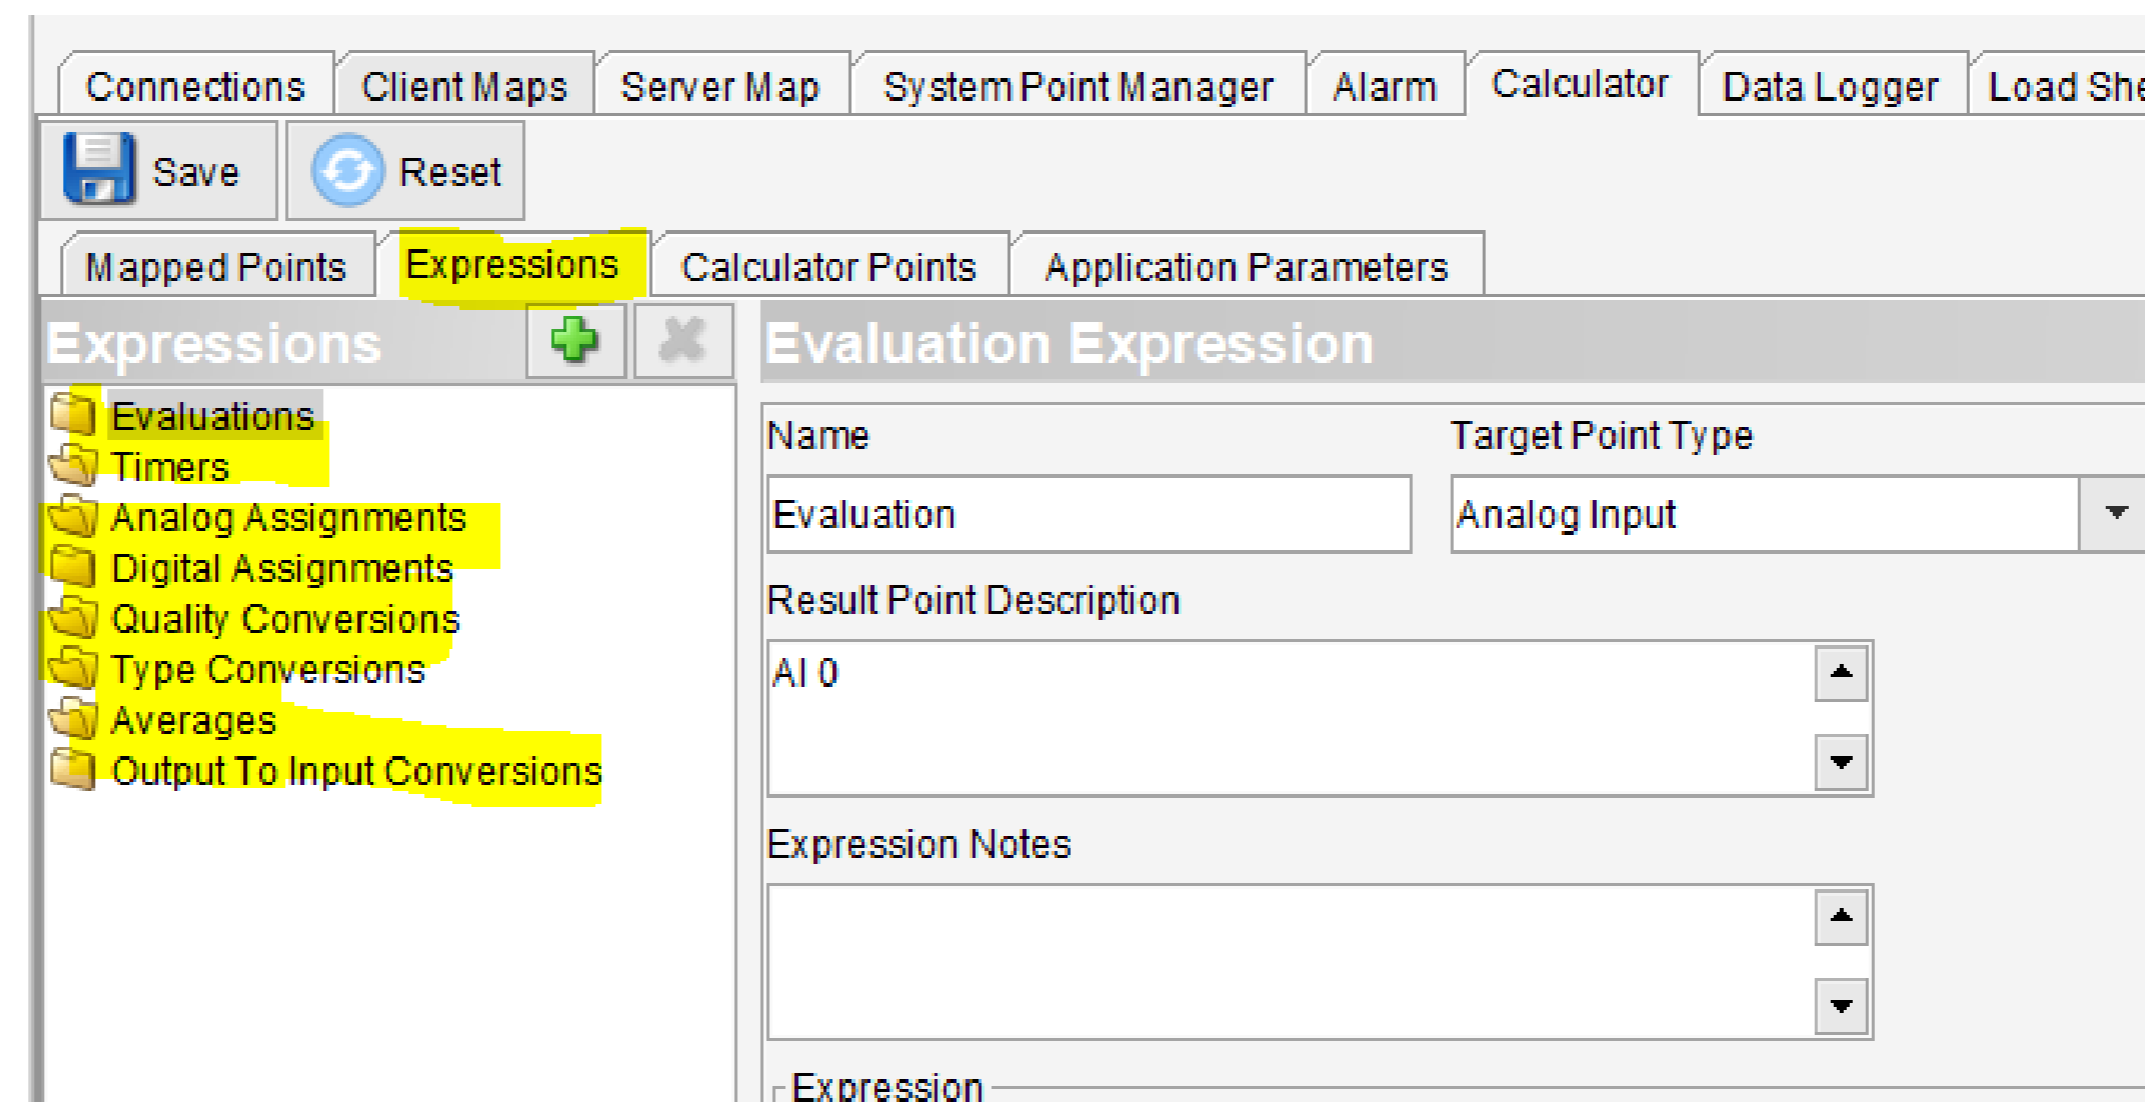 Connections Client Maps Server Map System Point Manager Alarm Calculator Data Logger Load She
Save Reset
Mapped Points Expressions Calculator Points Application Parameters
Expressions
Evaluations
Timers
Analog Assignments
Digital Assignments
Quality Conversions
Type Conversions
Averages
Output To Input Conversions
Evaluation Expression
Name Target Point Type
Evaluation Analog Input
Result Point Description
AI 0
Expression Notes
Expression